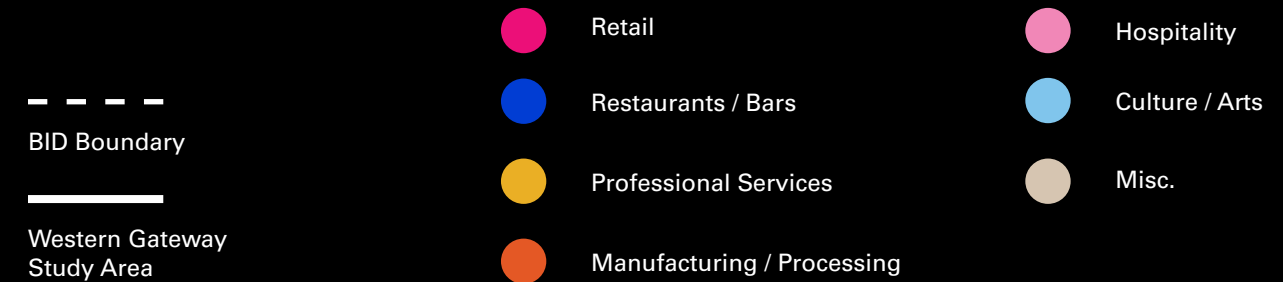 BID Boundary
Western Gateway
Study Area
Retail
Restaurants / Bars
Professional Services
Manufacturing / Processing
Hospitality
Culture / Arts
Misc.